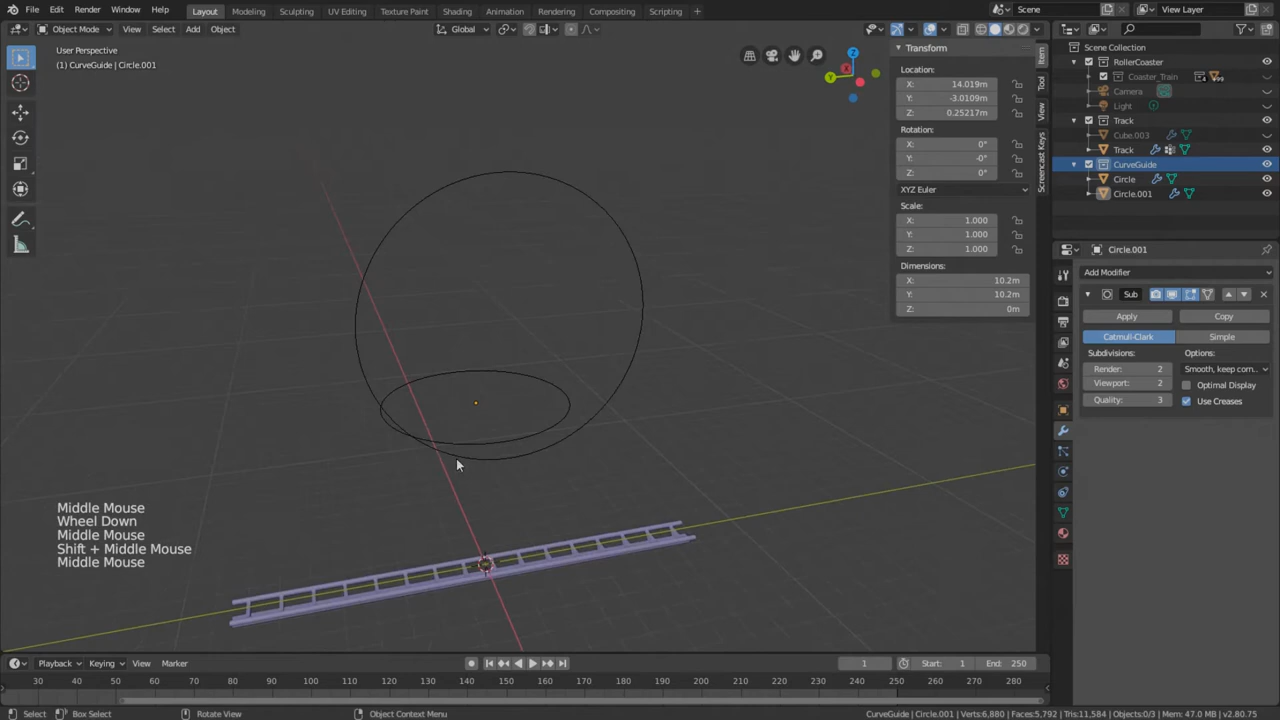 File Edit Render Window Help Layout Modeling Sculpting UV Editing Texture Paint Shading Animation Rendering Compositing Scripting + Scene View Layer
Object Mode View Select Add Object Global
User Perspective
(1) CurveGuide | Circle.001
Transform
Location:
X: 14.019m
Y: -3.0109m
Z: 0.25217m
Rotation:
X: 0°
Y: -0°
Z: 0°
XYZ Euler
Scale:
X: 1.000
Y: 1.000
Z: 1.000
Dimensions:
X: 10.2m
Y: 10.2m
Z: 0m
Item
Tool
View
Screencast Keys
Z
Y
X
Scene Collection
RollerCoaster
Coaster_Train
Camera
Light
Track
Cube.003
Track
CurveGuide
Circle
Circle.001
Circle.001
Add Modifier
Sub
Apply Copy
Catmull-Clark Simple
Subdivisions: Options:
Render: 2 Smooth, keep corn..
Viewport: 2 Optimal Display
Quality: 3 Use Creases
Middle Mouse
Wheel Down
Middle Mouse
Shift + Middle Mouse
Middle Mouse
Playback Keying View Marker 1 Start: 1 End: 250
30 40 50 60 70 80 90 100 110 120 130 140 150 160 170 180 190 200 210 220 230 240 250 260 270 280
Select Box Select Rotate View Object Context Menu CurveGuide | Circle.001 | Verts:6,880 | Faces:5,792 | Tris:11,584 | Objects:0/3 | Mem: 47.0 MB | v2.80.75